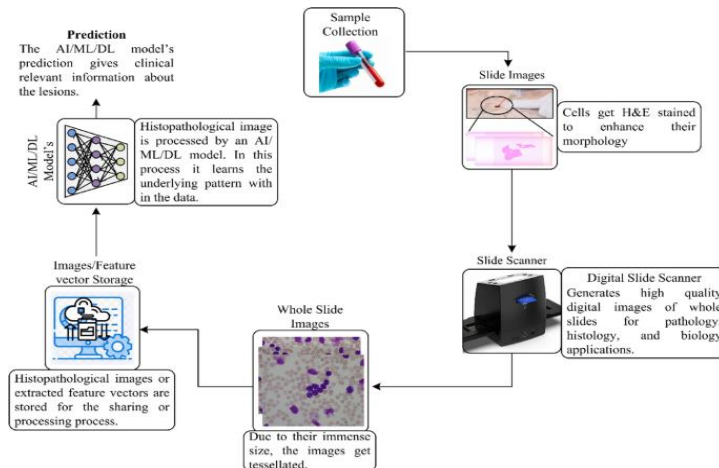 Prediction
The AI/ML/DL model's
prediction gives clinical
relevant information about
the lesions.
Sample
Collection
Slide Images
Cells get H&E stained
to enhance their
morphology
AI/ML/DL
Model's
Histopathological image
is processed by an AI/
ML/DL model. In this
process it learns the
underlying pattern with
in the data.
Slide Scanner
Digital Slide Scanner
Generates high quality
digital images of whole
slides for pathology,
histology, and biology
applications.
Images/Feature
vector Storage
Histopathological images or
extracted feature vectors are
stored for the sharing or
processing process.
Whole Slide
Images
Due to their immense
size, the images get
tessellated.